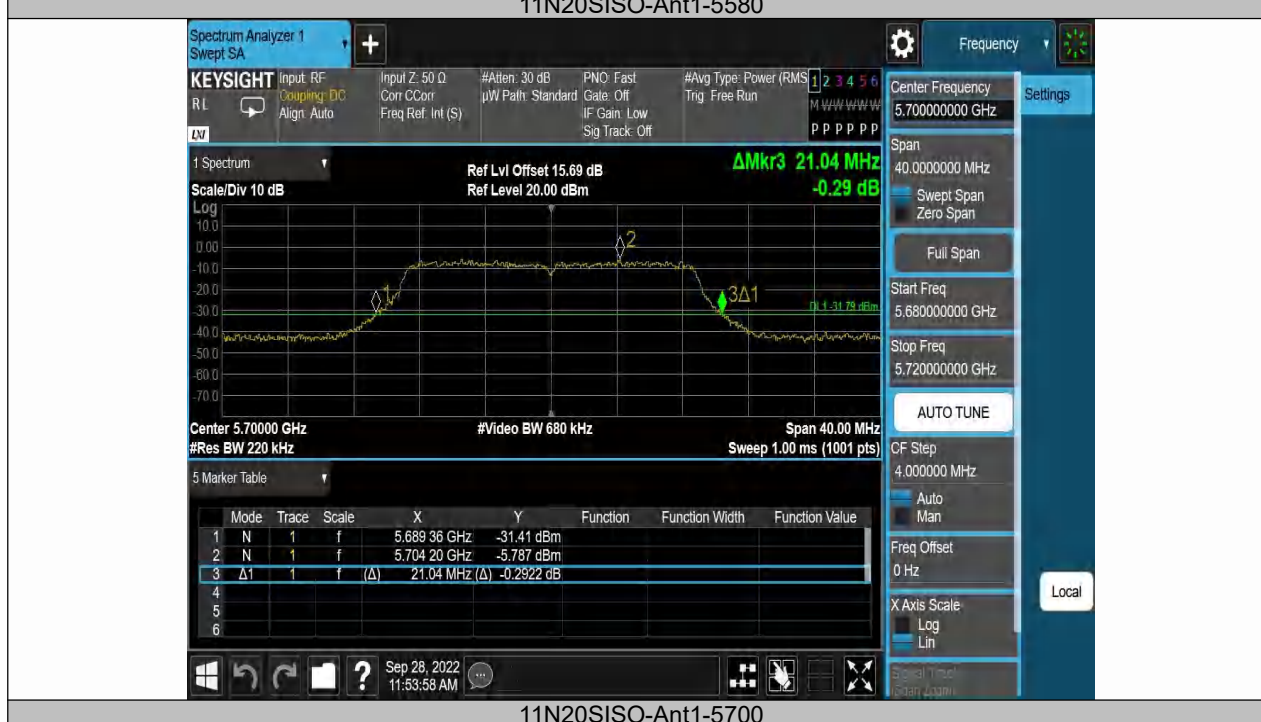 11N20SISO-Ant1-5580
Spectrum Analyzer 1
Swept SA
+
Frequency
KEYSIGHT
R L
LXI
Input: RF
Coupling: DC
Align: Auto
Input Z: 50 Ω
Corr CCorr
Freq Ref: Int (S)
#Atten: 30 dB
µW Path: Standard
PNO: Fast
Gate: Off
IF Gain: Low
Sig Track: Off
#Avg Type: Power (RMS
Trig: Free Run
1 2 3 4 5 6
M W W W W W
P P P P P P
1 Spectrum
Scale/Div 10 dB
Ref Lvl Offset 15.69 dB
Ref Level 20.00 dBm
ΔMkr3 21.04 MHz
-0.29 dB
Log
10.0
0.00
-10.0
-20.0
-30.0
-40.0
-50.0
-60.0
-70.0
1
2
3Δ1
DL1 -31.79 dBm
Center 5.70000 GHz
#Res BW 220 kHz
#Video BW 680 kHz
Span 40.00 MHz
Sweep 1.00 ms (1001 pts)
5 Marker Table
Mode Trace Scale X Y Function Function Width Function Value
1 N 1 f 5.689 36 GHz -31.41 dBm
2 N 1 f 5.704 20 GHz -5.787 dBm
3 Δ1 1 f (Δ) 21.04 MHz (Δ) -0.2922 dB
4
5
6
Sep 28, 2022
11:53:58 AM
?
Center Frequency
5.700000000 GHz
Settings
Span
40.0000000 MHz
Swept Span
Zero Span
Full Span
Start Freq
5.680000000 GHz
Stop Freq
5.720000000 GHz
AUTO TUNE
CF Step
4.000000 MHz
Auto
Man
Freq Offset
0 Hz
X Axis Scale
Log
Lin
Local
11N20SISO-Ant1-5700